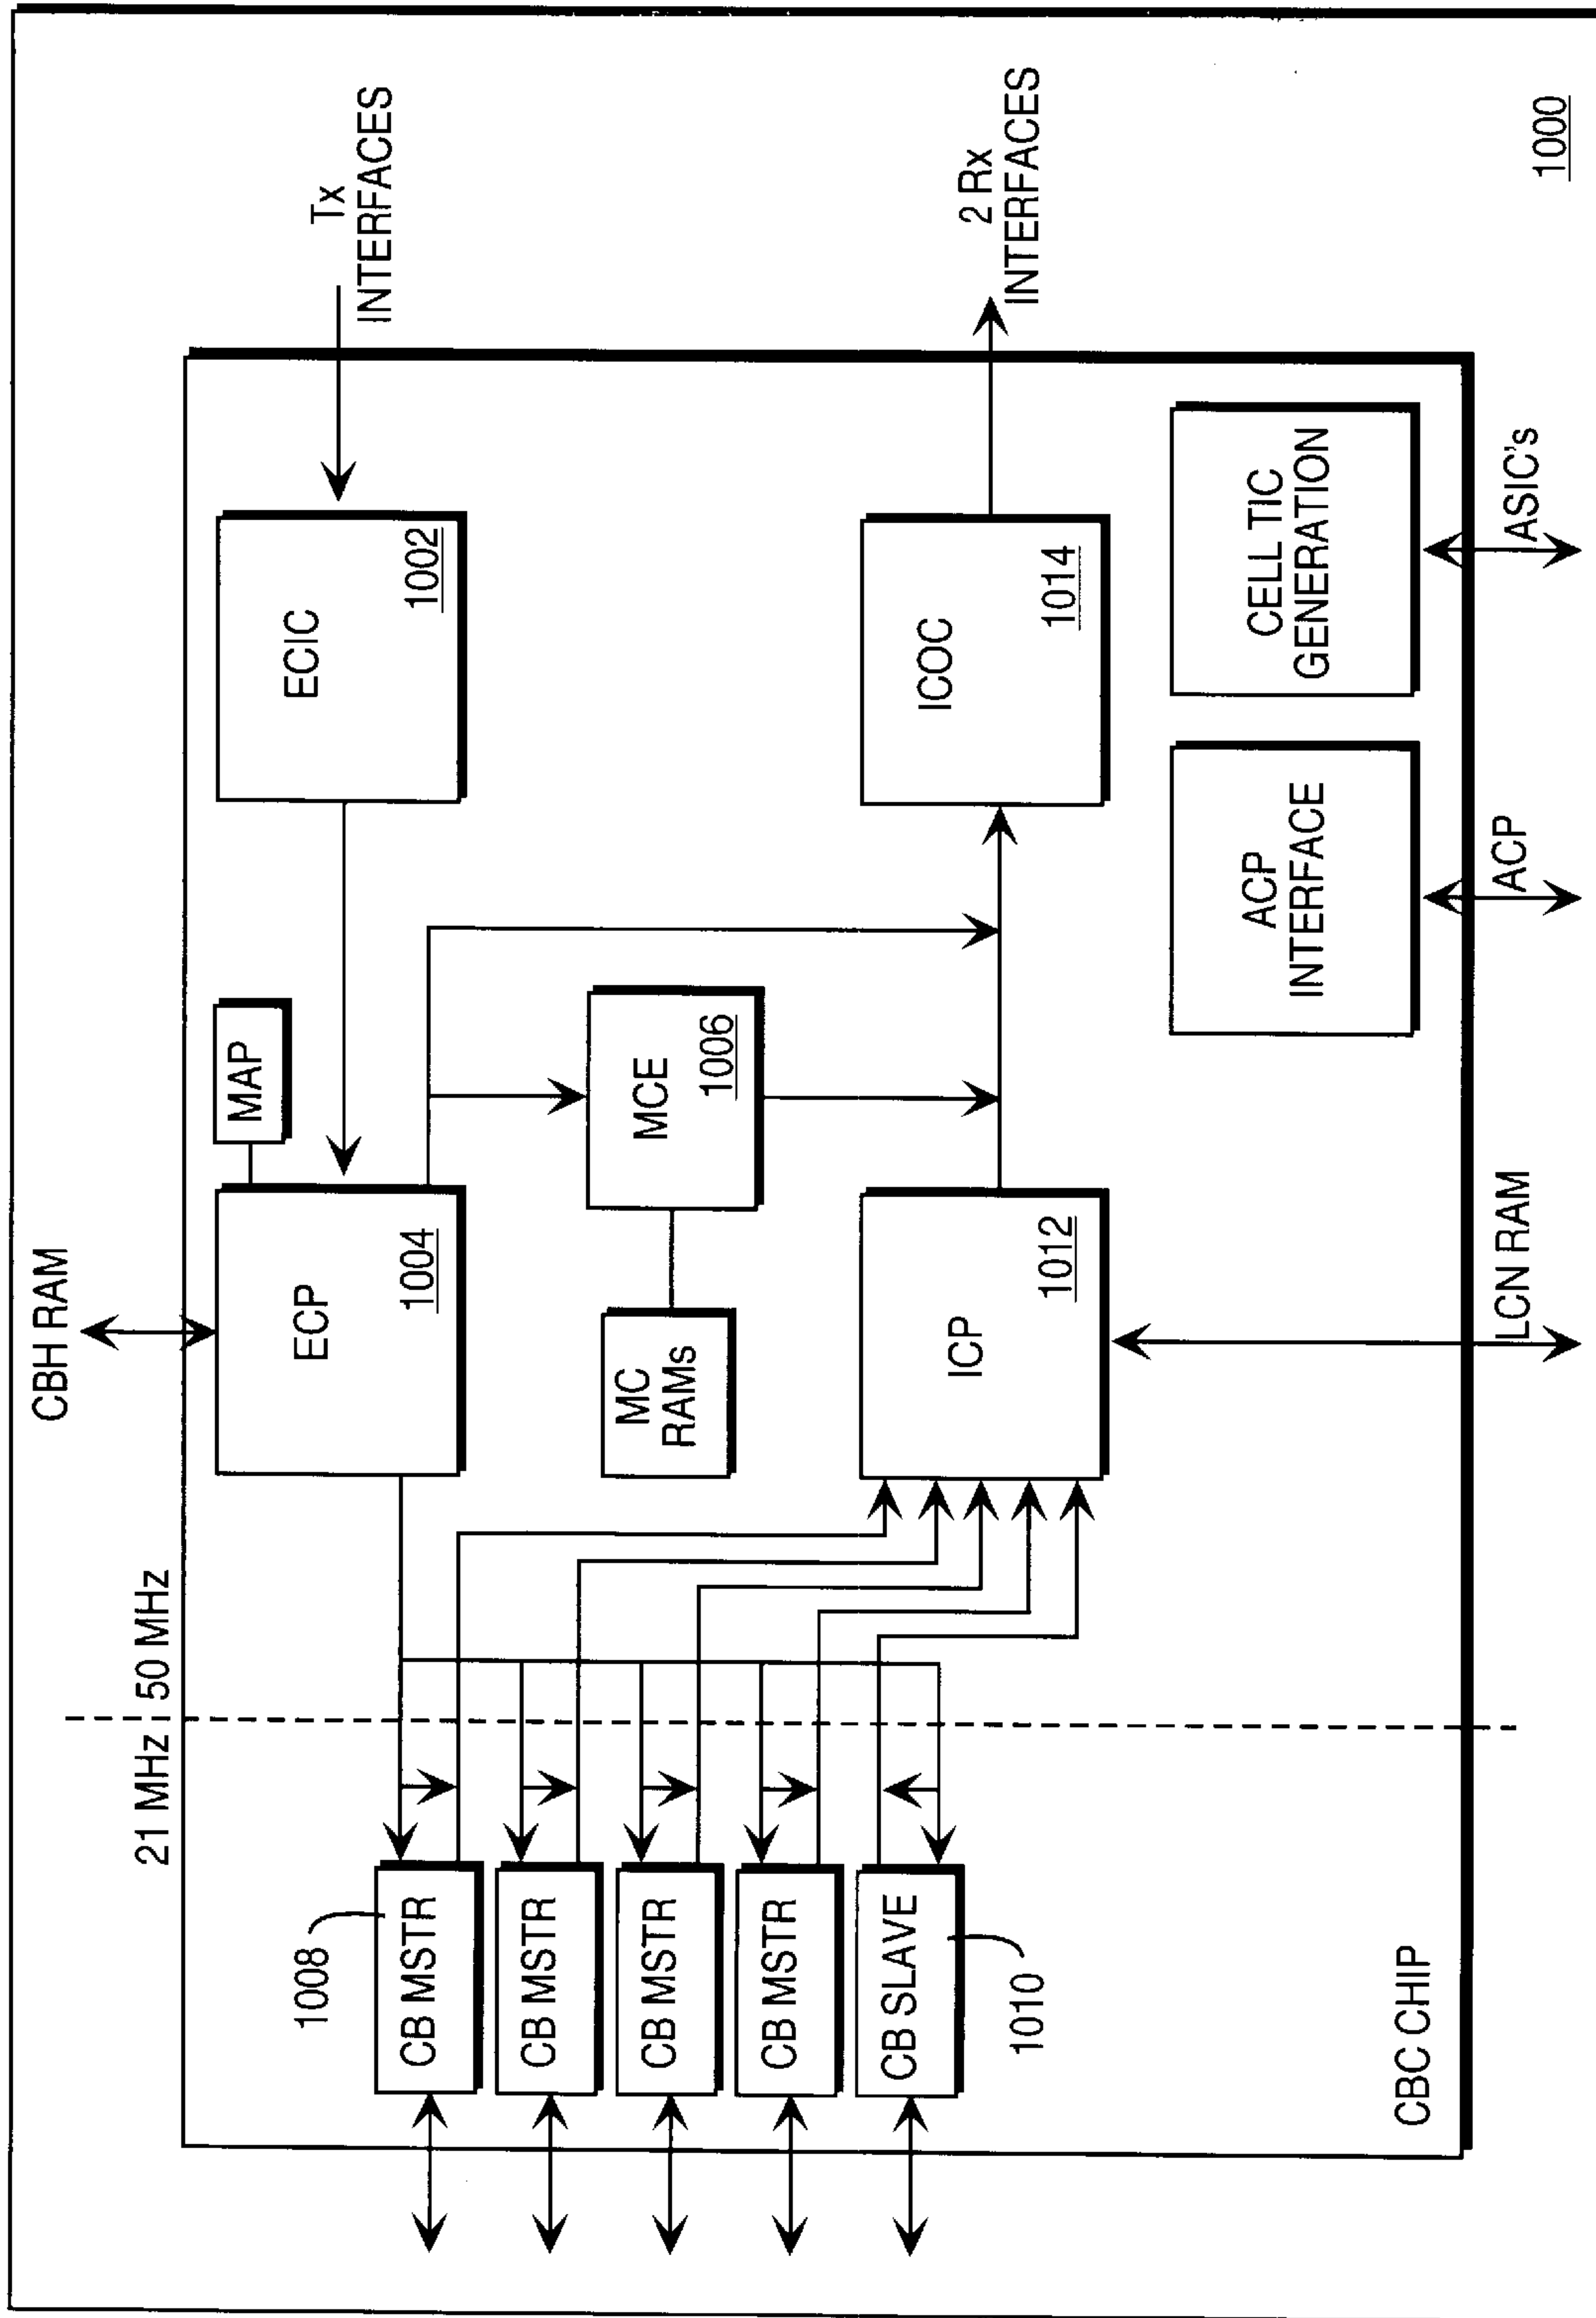 CBH RAM
21 MHz
50 MHz
Tx
INTERFACES
MAP
ECIC
1002
ECP
1004
1008
CB MSTR
CB MSTR
CB MSTR
CB MSTR
CB SLAVE
1010
MC
RAMs
MCE
1006
ICP
1012
ICOC
1014
2 Rx
INTERFACES
ACP
INTERFACE
CELL TIC
GENERATION
CBC CHIP
LCN RAM
ACP
ASIC's
1000